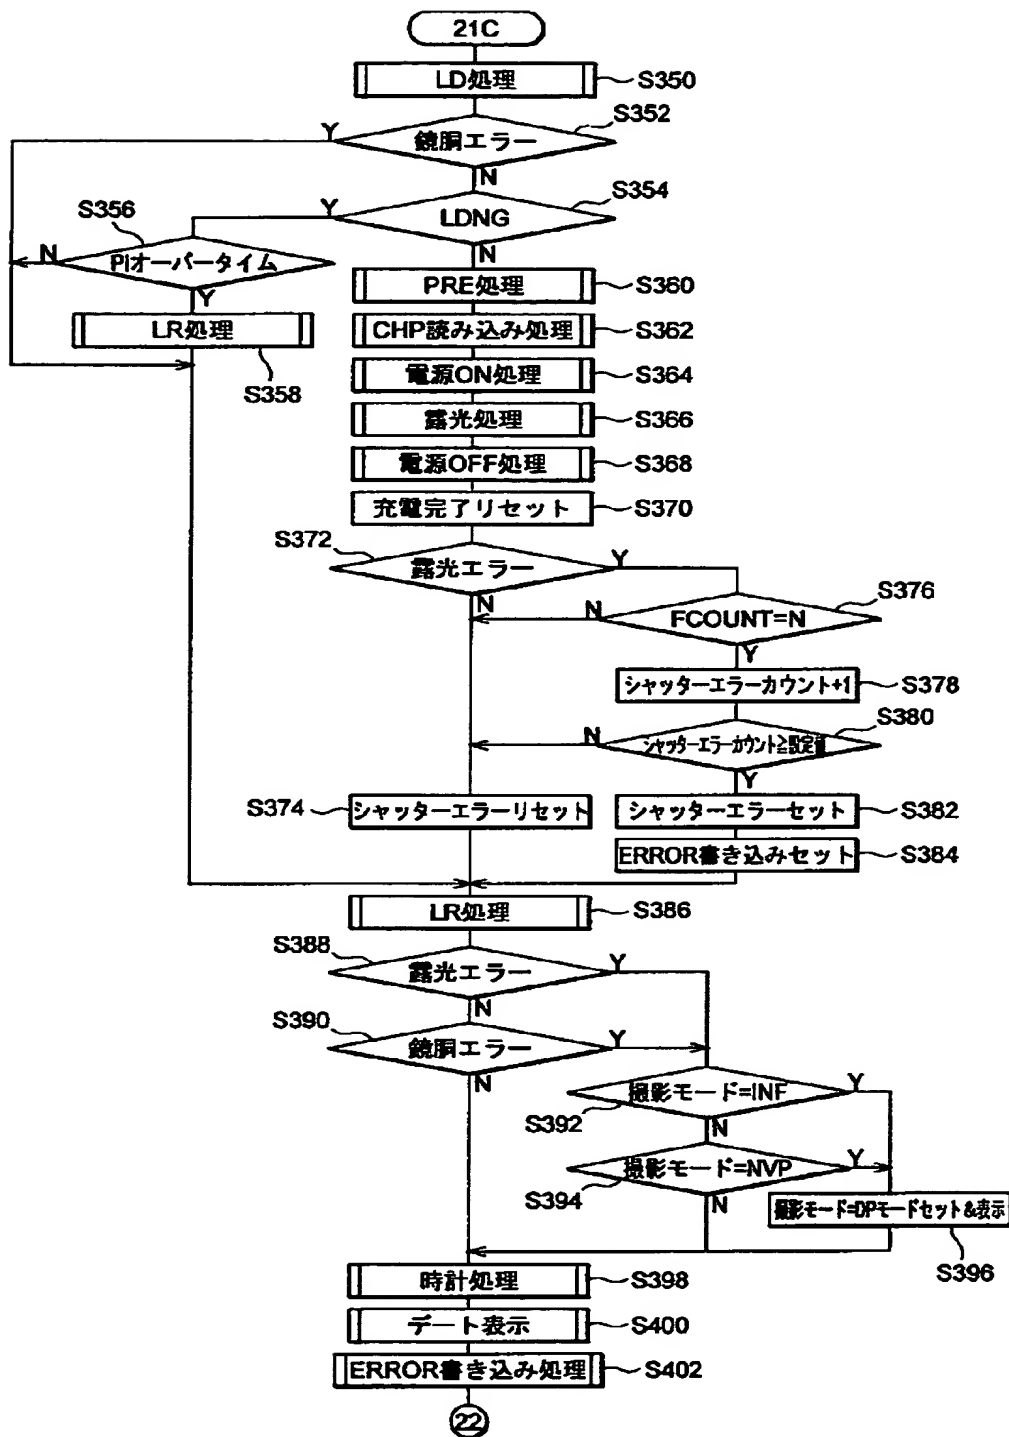 21C
LD処理
S350
S352
鏡胴エラー
Y
N
S354
LDNG
Y
N
S356
PIオーバータイム
N
Y
LR処理
S358
PRE処理
S360
CHP読み込み処理
S362
電源ON処理
S364
露光処理
S366
電源OFF処理
S368
充電完了リセット
S370
S372
露光エラー
Y
N
S376
FCOUNT=N
N
Y
シャッターエラーカウント+1
S378
S380
シャッターエラーカウント≧設定値
N
Y
S374
シャッターエラーリセット
シャッターエラーセット
S382
ERROR書き込みセット
S384
LR処理
S386
S388
露光エラー
Y
N
S390
鏡胴エラー
Y
N
撮影モード=INF
Y
S392
N
撮影モード=NVP
Y
S394
N
撮影モード=DPモードセット&表示
S396
時計処理
S398
デート表示
S400
ERROR書き込み処理
S402
22